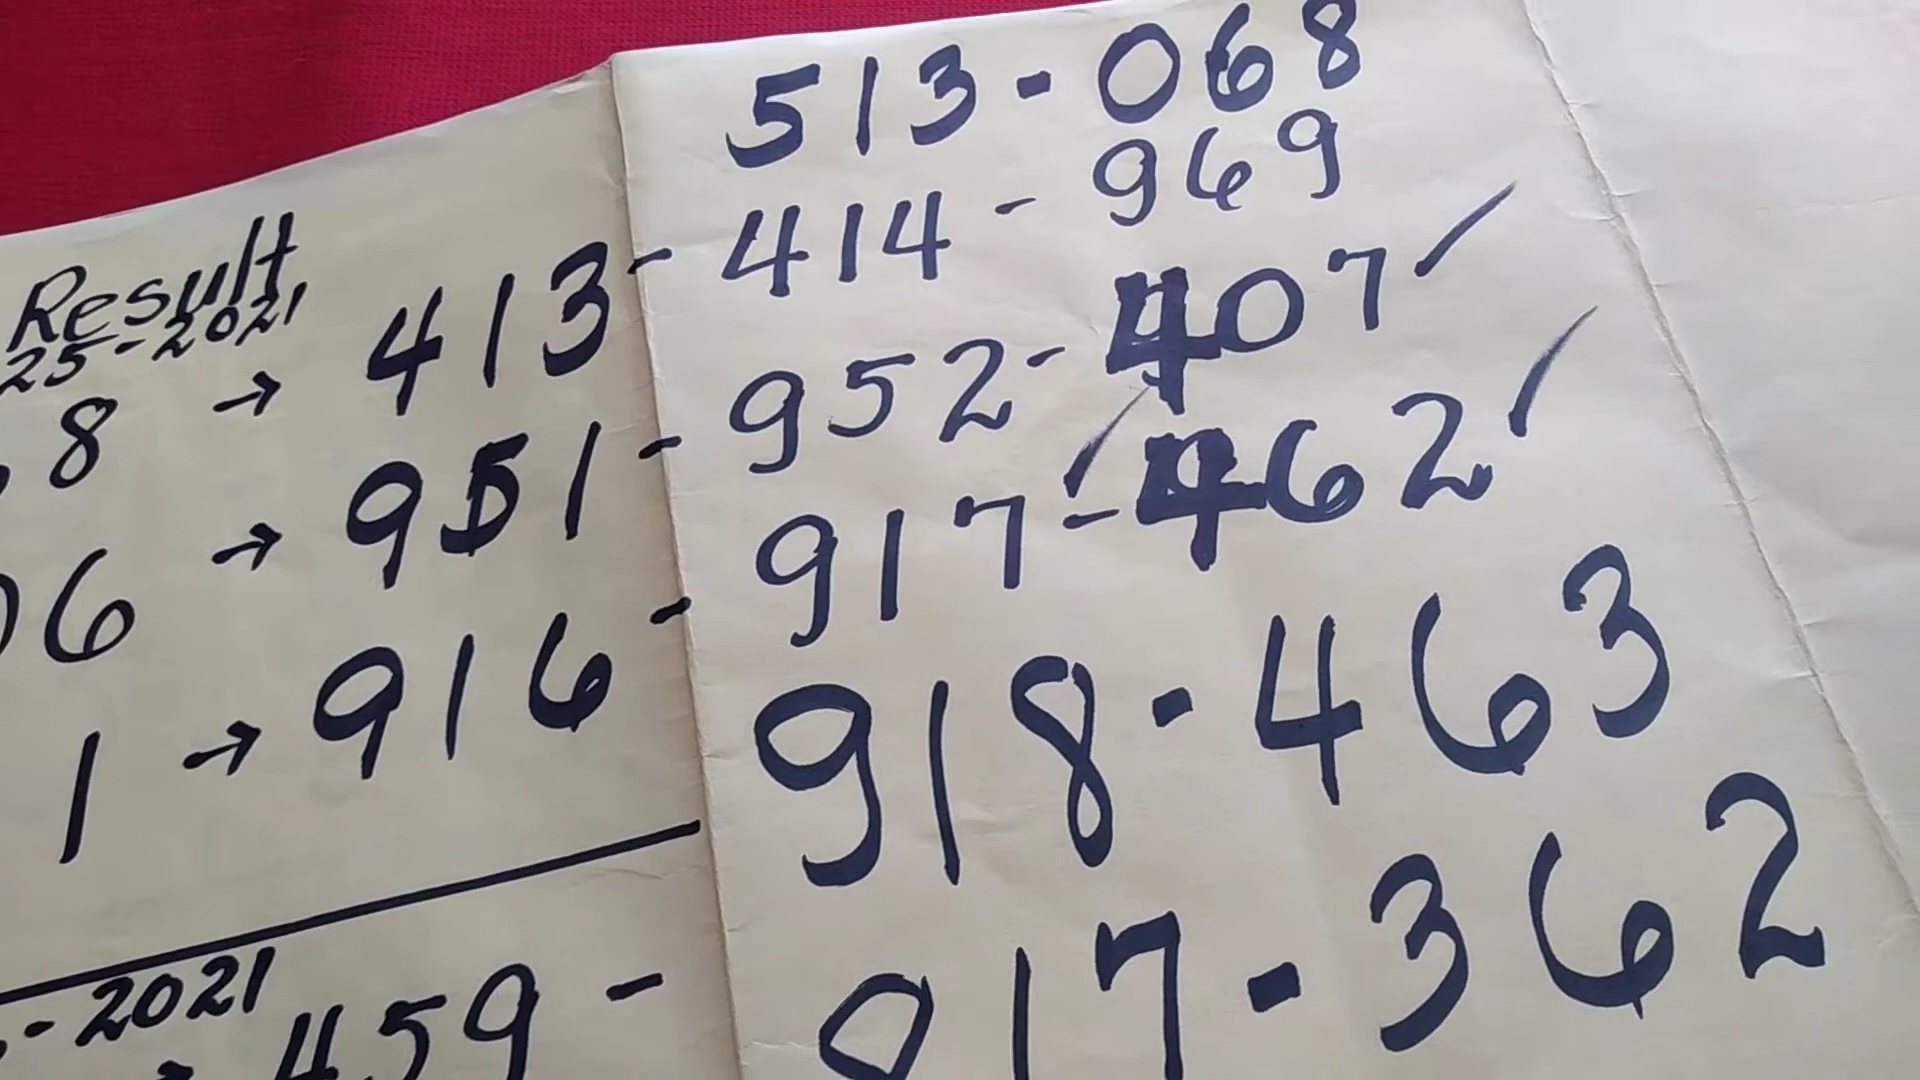 513-068
Result
25-2021
8 → 413-414-969
951-952-407
6 → 916-917-462
1 → 918-463
917-362
-2021
459-